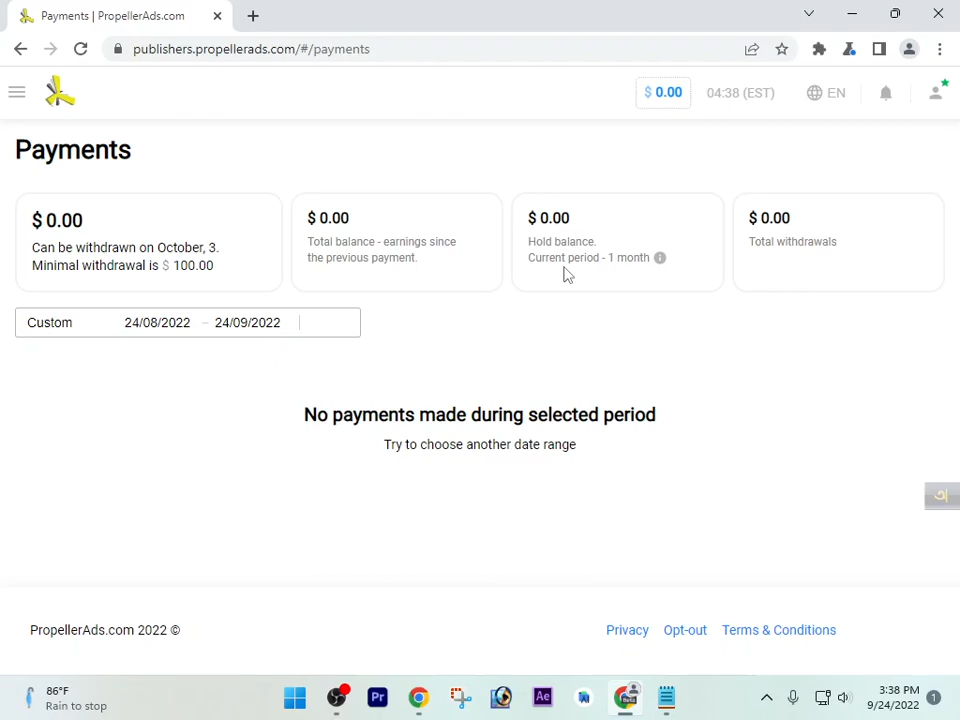 Payments | PropellerAds.com
publishers.propellerads.com/#/payments
$ 0.00
04:38 (EST)
EN
Payments
$ 0.00
Can be withdrawn on October, 3.
Minimal withdrawal is $ 100.00
$ 0.00
Total balance - earnings since
the previous payment.
$ 0.00
Hold balance.
Current period - 1 month
$ 0.00
Total withdrawals
Custom 24/08/2022 – 24/09/2022
No payments made during selected period
Try to choose another date range
অ
PropellerAds.com 2022 ©
Privacy Opt-out Terms & Conditions
86°F
Rain to stop
Pr
Ae
Beta
3:38 PM
9/24/2022
1